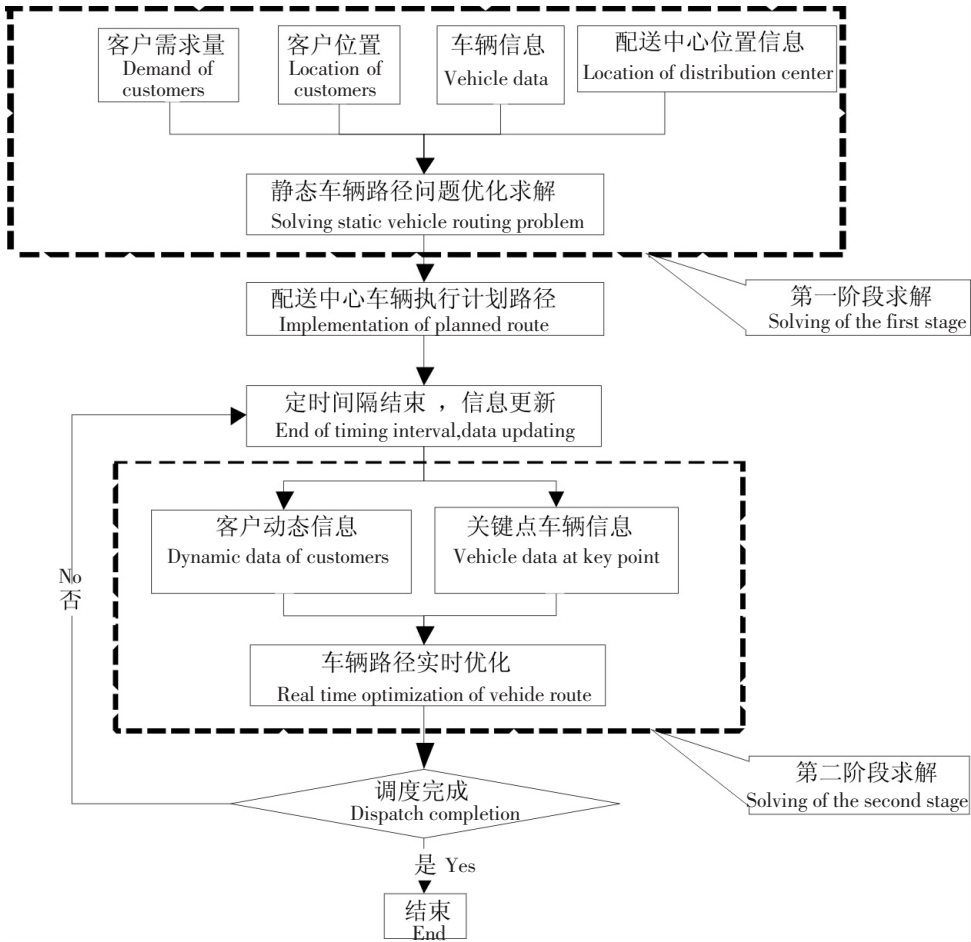 客户需求量
Demand of
customers
客户位置
Location of
customers
车辆信息
Vehicle data
配送中心位置信息
Location of distribution center
静态车辆路径问题优化求解
Solving static vehicle routing problem
配送中心车辆执行计划路径
Implementation of planned route
第一阶段求解
Solving of the first stage
定时间隔结束 ，信息更新
End of timing interval,data updating
客户动态信息
Dynamic data of customers
关键点车辆信息
Vehicle data at key point
No
否
车辆路径实时优化
Real time optimization of vehide route
第二阶段求解
Solving of the second stage
调度完成
Dispatch completion
是 Yes
结束
End